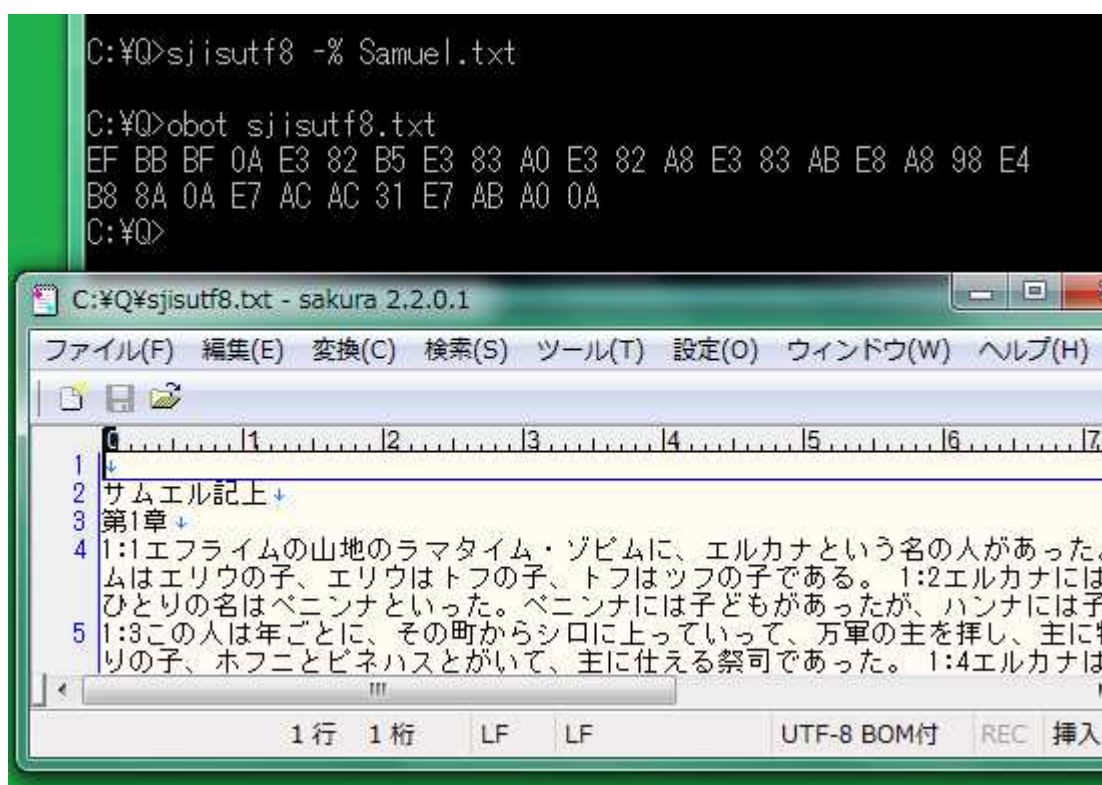 C:¥Q>sjisutf8 -% Samuel.txt
C:¥Q>obot sjisutf8.txt
EF BB BF 0A E3 82 B5 E3 83 A0 E3 82 A8 E3 83 AB E8 A8 98 E4
B8 8A 0A E7 AC AC 31 E7 AB A0 0A
C:¥Q>
C:¥Q¥sjisutf8.txt - sakura 2.2.0.1
ファイル(F) 編集(E) 変換(C) 検索(S) ツール(T) 設定(O) ウィンドウ(W) ヘルプ(H)
0 1 2 3 4 5 6 7
1 ↓
2 サムエル記上↓
3 第1章↓
4 1:1エフライムの山地のラマタイム・ゾピムに、エルカナという名の人があった。
ムはエリウの子、エリウはトフの子、トフはツフの子である。 1:2エルカナには
ひとりの名はペニンナといった。ペニンナには子どもがあったが、ハンナには子
5 1:3この人は年ごとに、その町からシロに上っていって、万軍の主を拝し、主に
りの子、ホフニとピネハスとがいて、主に仕える祭司であった。 1:4エルカナは
1 行 1 桁 LF LF UTF-8 BOM付 REC 挿入